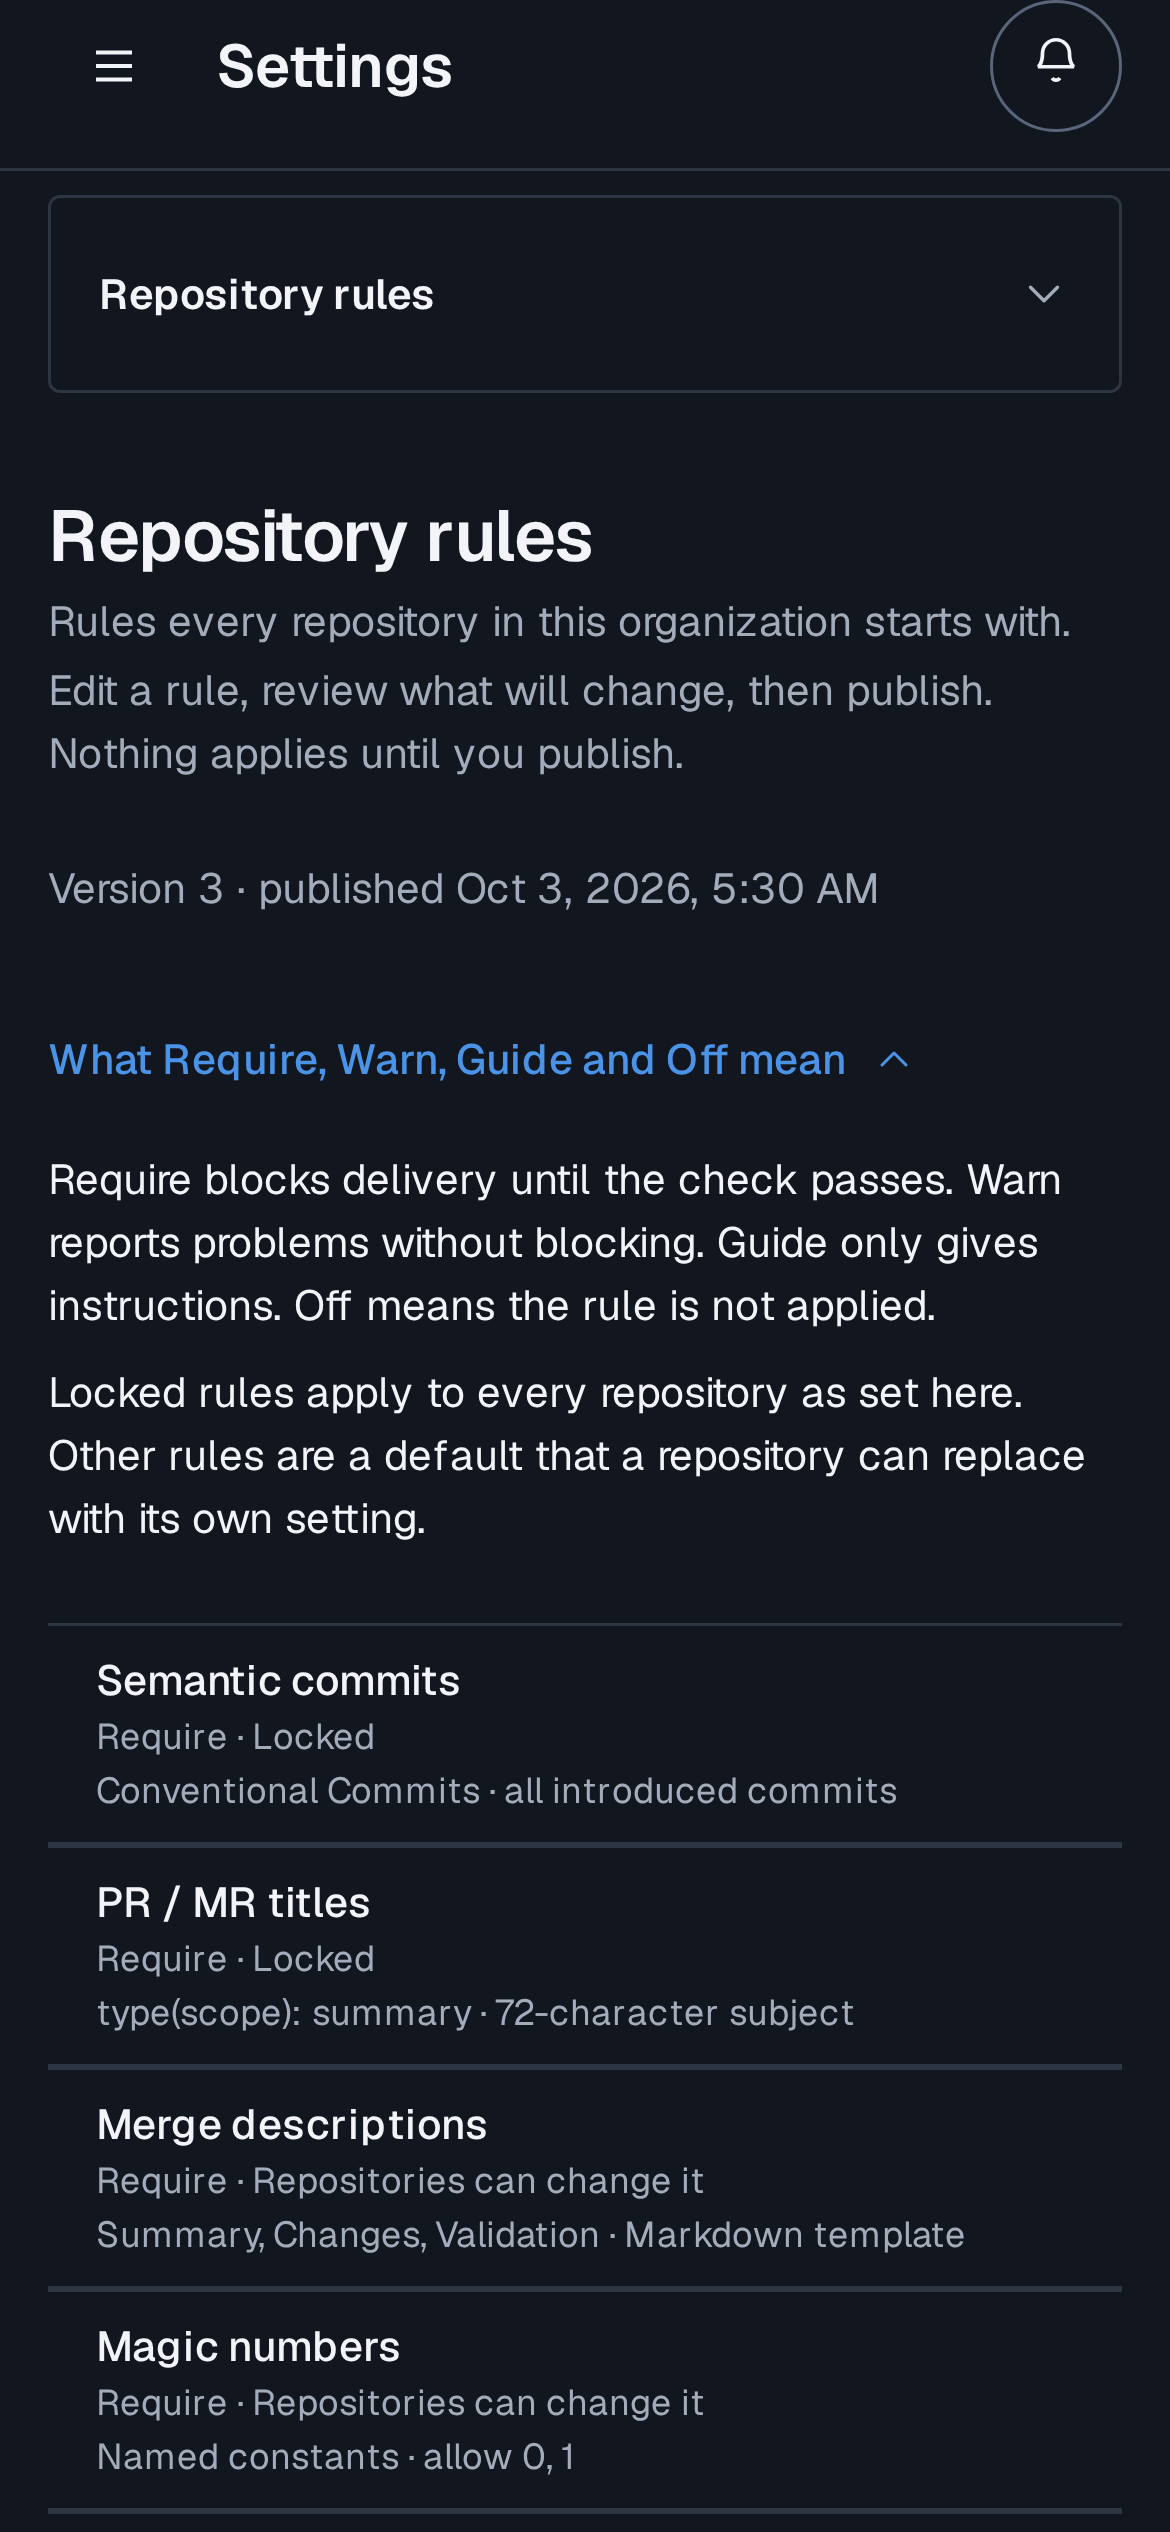 Settings
Repository rules
Repository rules
Rules every repository in this organization starts with.
Edit a rule, review what will change, then publish.
Nothing applies until you publish.
Version 3 · published Oct 3, 2026, 5:30 AM
What Require, Warn, Guide and Off mean
Require blocks delivery until the check passes. Warn
reports problems without blocking. Guide only gives
instructions. Off means the rule is not applied.
Locked rules apply to every repository as set here.
Other rules are a default that a repository can replace
with its own setting.
Semantic commits
Require · Locked
Conventional Commits · all introduced commits
PR / MR titles
Require · Locked
type(scope): summary · 72-character subject
Merge descriptions
Require · Repositories can change it
Summary, Changes, Validation · Markdown template
Magic numbers
Require · Repositories can change it
Named constants · allow 0, 1